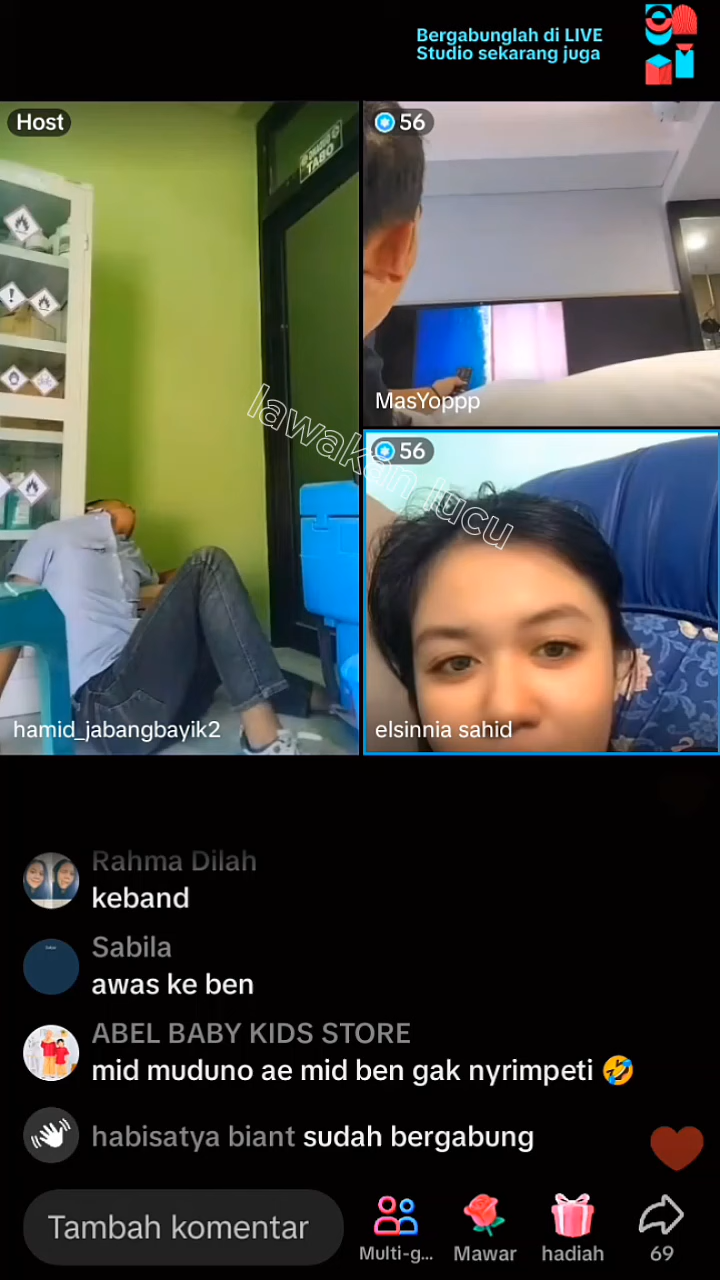 Bergabunglah di LIVE
Studio sekarang juga
Host
56
TABO
MasYoppp
lawakan lucu
56
hamid_jabangbayik2
elsinnia sahid
Rahma Dilah
keband
Sabila
awas ke ben
ABEL BABY KIDS STORE
mid muduno ae mid ben gak nyrimpeti 🤣
habisatya biant sudah bergabung
Tambah komentar
Multi-g...
Mawar
hadiah
69